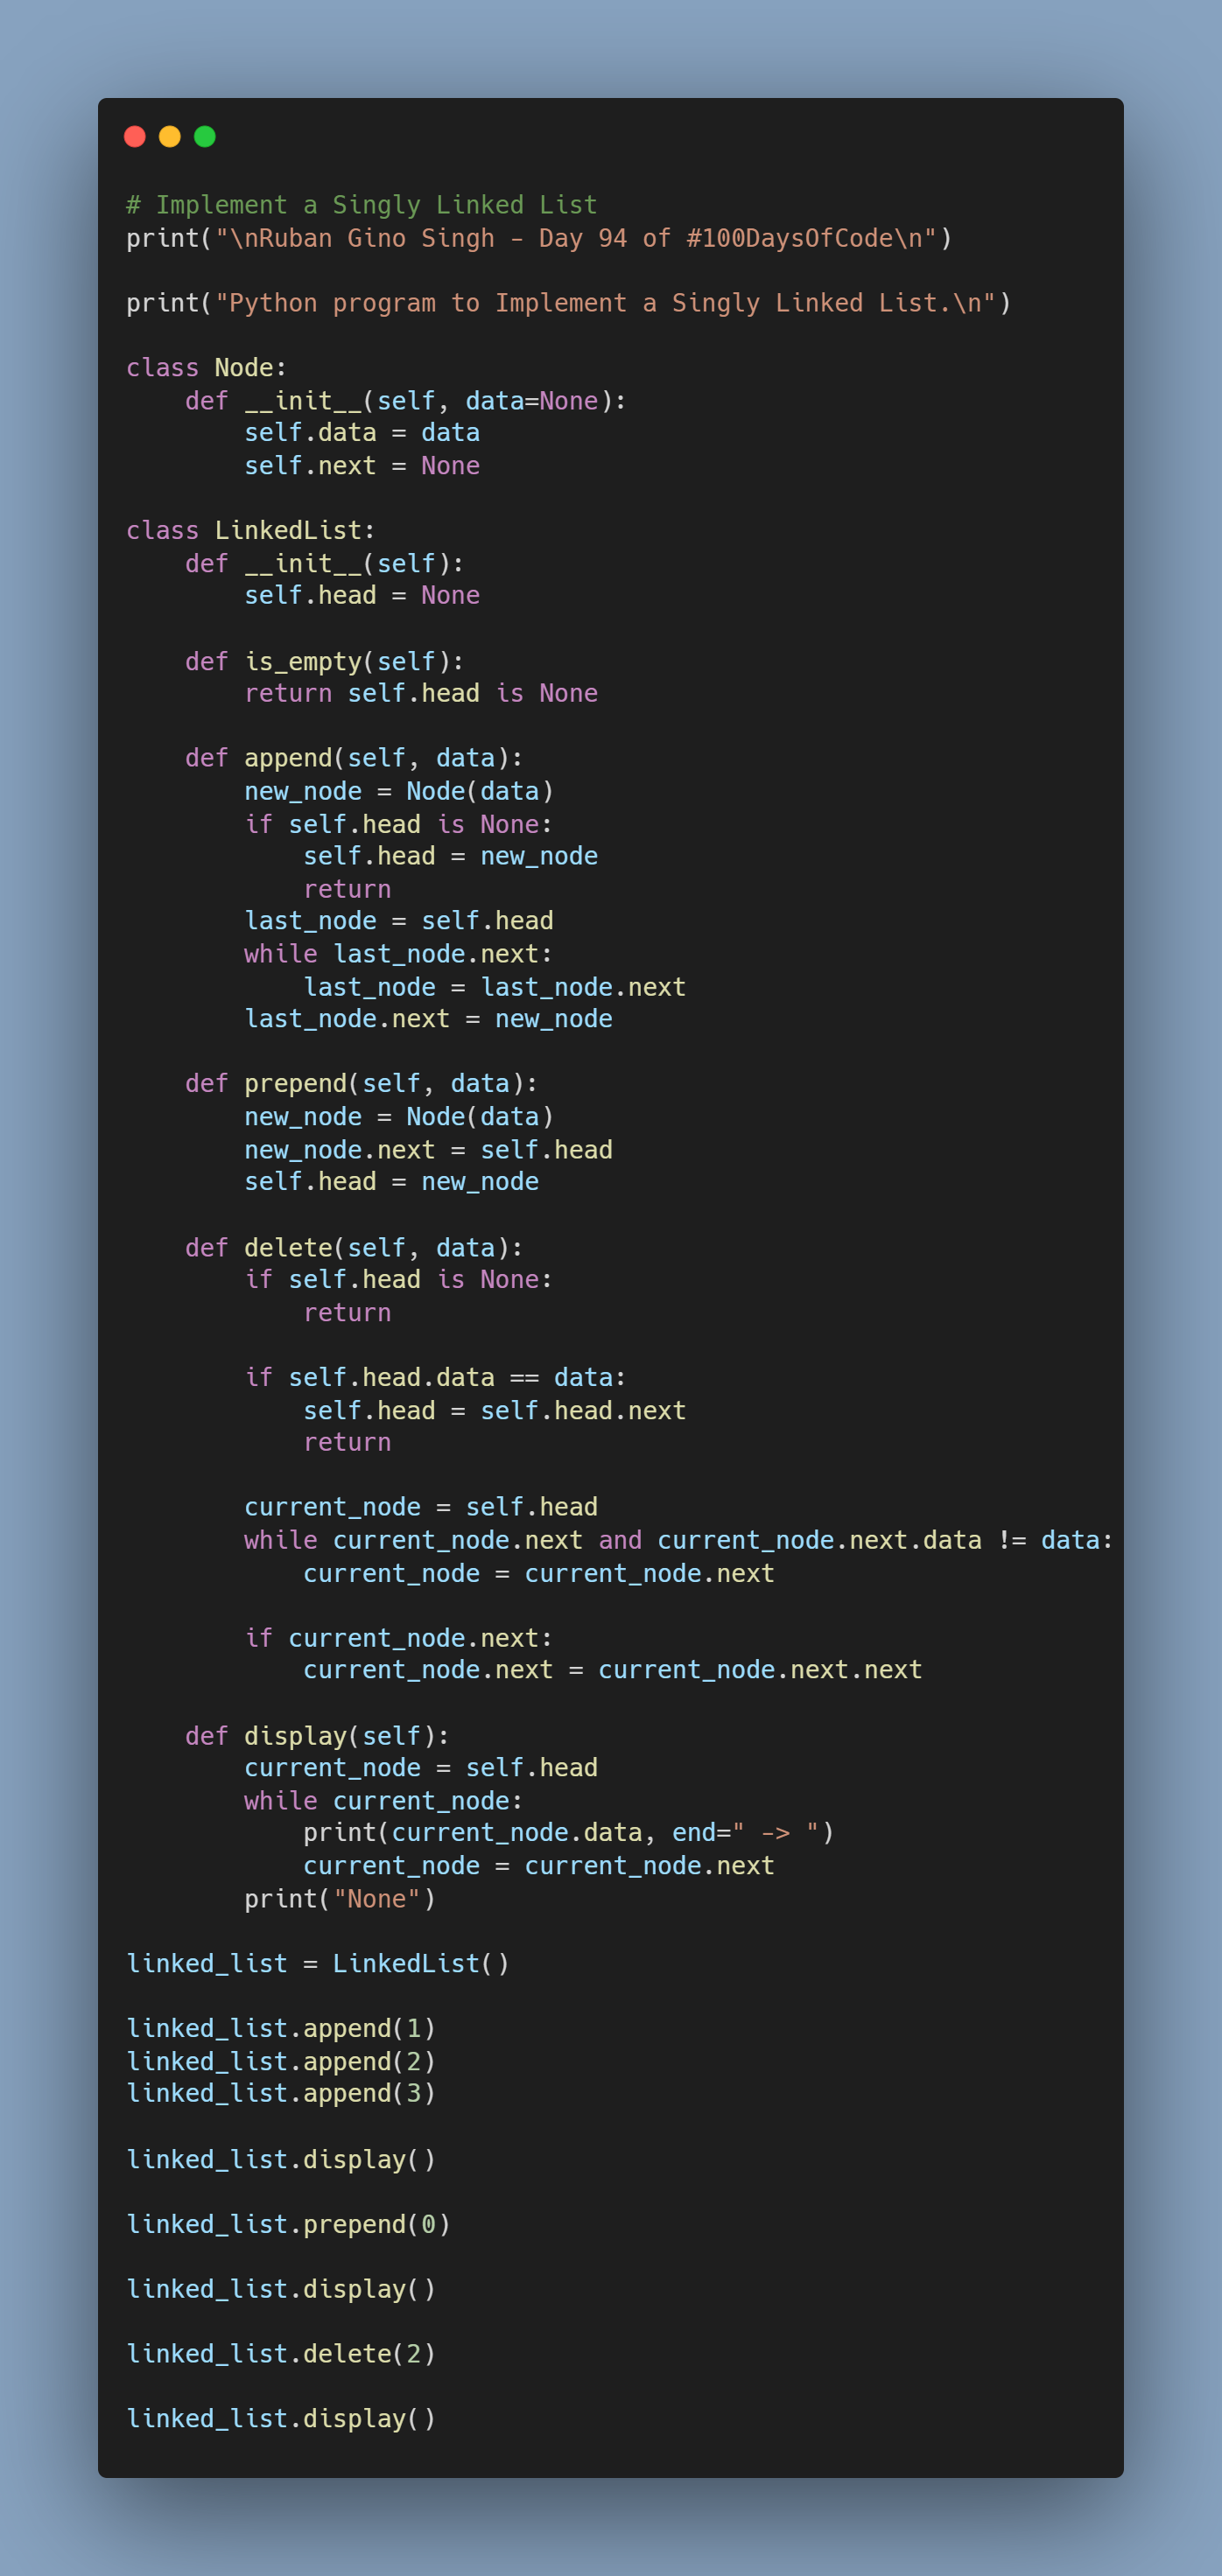 # Implement a Singly Linked List
print("\nRuban Gino Singh - Day 94 of #100DaysOfCode\n")

print("Python program to Implement a Singly Linked List.\n")

class Node:
    def __init__(self, data=None):
        self.data = data
        self.next = None

class LinkedList:
    def __init__(self):
        self.head = None

    def is_empty(self):
        return self.head is None

    def append(self, data):
        new_node = Node(data)
        if self.head is None:
            self.head = new_node
            return
        last_node = self.head
        while last_node.next:
            last_node = last_node.next
        last_node.next = new_node

    def prepend(self, data):
        new_node = Node(data)
        new_node.next = self.head
        self.head = new_node

    def delete(self, data):
        if self.head is None:
            return

        if self.head.data == data:
            self.head = self.head.next
            return

        current_node = self.head
        while current_node.next and current_node.next.data != data:
            current_node = current_node.next

        if current_node.next:
            current_node.next = current_node.next.next

    def display(self):
        current_node = self.head
        while current_node:
            print(current_node.data, end=" -> ")
            current_node = current_node.next
        print("None")

linked_list = LinkedList()

linked_list.append(1)
linked_list.append(2)
linked_list.append(3)

linked_list.display()

linked_list.prepend(0)

linked_list.display()

linked_list.delete(2)

linked_list.display()